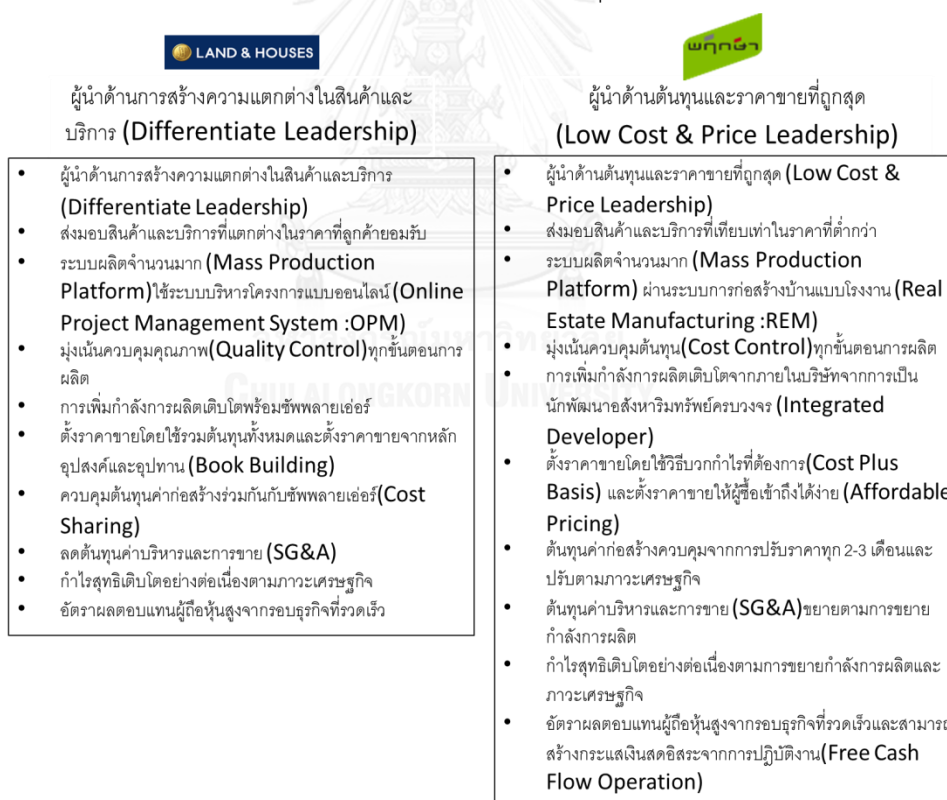 LAND & HOUSES
ผู้นำด้านการสร้างความแตกต่างในสินค้าและ
บริการ (Differentiate Leadership)
• ผู้นำด้านการสร้างความแตกต่างในสินค้าและบริการ
(Differentiate Leadership)
• ส่งมอบสินค้าและบริการที่แตกต่างในราคาที่ลูกค้ายอมรับ
• ระบบผลิตจำนวนมาก (Mass Production
Platform)ใช้ระบบบริหารโครงการแบบออนไลน์ (Online
Project Management System :OPM)
• มุ่งเน้นควบคุมคุณภาพ(Quality Control)ทุกขั้นตอนการ
ผลิต
• การเพิ่มกำลังการผลิตเติบโตพร้อมซัพพลายเออร์
• ตั้งราคาขายโดยใช้รวมต้นทุนทั้งหมดและตั้งราคาขายจากหลัก
อุปสงค์และอุปทาน (Book Building)
• ควบคุมต้นทุนค่าก่อสร้างร่วมกันกับซัพพลายเอ่อร์(Cost
Sharing)
• ลดต้นทุนค่าบริหารและการขาย (SG&A)
• กำไรสุทธิเติบโตอย่างต่อเนื่องตามภาวะเศรษฐกิจ
• อัตราผลตอบแทนผู้ถือหุ้นสูงจากรอบธุรกิจที่รวดเร็ว
พฤกษา
ผู้นำด้านต้นทุนและราคาขายที่ถูกสุด
(Low Cost & Price Leadership)
• ผู้นำด้านต้นทุนและราคาขายที่ถูกสุด (Low Cost &
Price Leadership)
• ส่งมอบสินค้าและบริการที่เทียบเท่าในราคาที่ต่ำกว่า
• ระบบผลิตจำนวนมาก (Mass Production
Platform) ผ่านระบบการก่อสร้างบ้านแบบโรงงาน (Real
Estate Manufacturing :REM)
• มุ่งเน้นควบคุมต้นทุน(Cost Control)ทุกขั้นตอนการผลิต
• การเพิ่มกำลังการผลิตเติบโตจากภายในบริษัทจากการเป็น
นักพัฒนาอสังหาริมทรัพย์ครบวงจร (Integrated
Developer)
• ตั้งราคาขายโดยใช้วิธีบวกกำไรที่ต้องการ(Cost Plus
Basis) และตั้งราคาขายให้ผู้ซื้อเข้าถึงได้ง่าย (Affordable
Pricing)
• ต้นทุนค่าก่อสร้างควบคุมจากการปรับราคาทุก 2-3 เดือนและ
ปรับตามภาวะเศรษฐกิจ
• ต้นทุนค่าบริหารและการขาย (SG&A)ขยายตามการขยาย
กำลังการผลิต
• กำไรสุทธิเติบโตอย่างต่อเนื่องตามการขยายกำลังการผลิตและ
ภาวะเศรษฐกิจ
• อัตราผลตอบแทนผู้ถือหุ้นสูงจากรอบธุรกิจที่รวดเร็วและสามารถ
สร้างกระแสเงินสดอิสระจากการปฏิบัติงาน(Free Cash
Flow Operation)
CHULALONGKORN UNIVERSITY